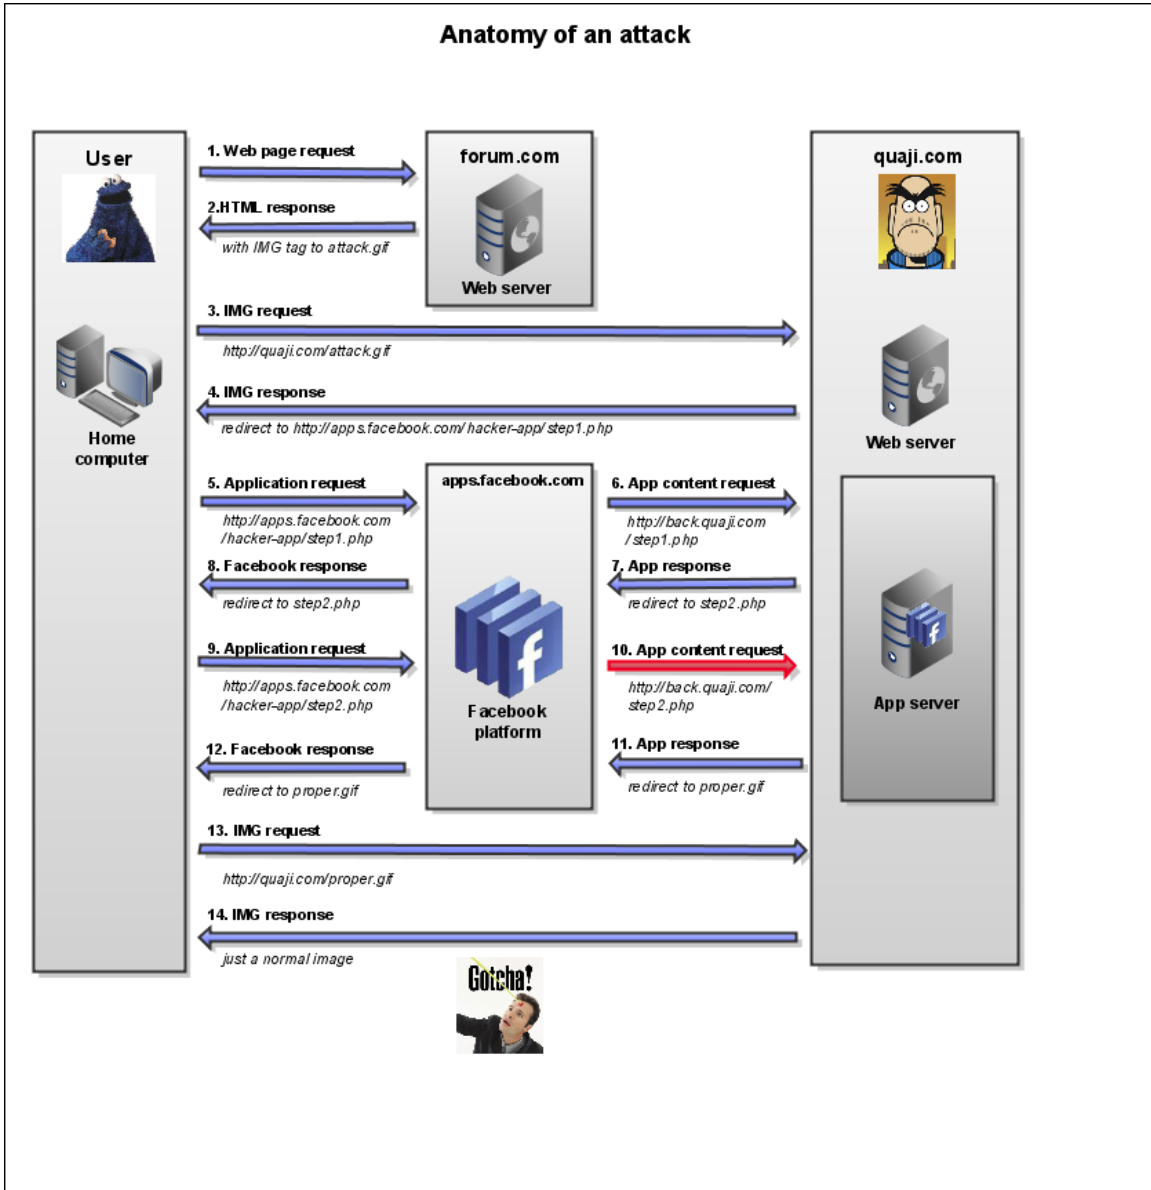 Anatomy of an attack
User
forum.com
quaji.com
1. Web page request
2.HTML response
with IMG tag to attack.gif
Web server
3. IMG request
http://quaji.com/attack.gif
4. IMG response
redirect to http://apps.facebook.com/hacker-app/step1.php
Home
computer
Web server
5. Application request
http://apps.facebook.com
/hacker-app/step1.php
apps.facebook.com
6. App content request
http://back.quaji.com
/step1.php
8. Facebook response
redirect to step2.php
7. App response
redirect to step2.php
9. Application request
http://apps.facebook.com
/hacker-app/step2.php
10. App content request
http://back.quaji.com/
step2.php
Facebook
platform
App server
12. Facebook response
redirect to proper.gif
11. App response
redirect to proper.gif
13. IMG request
http://quaji.com/proper.gif
14. IMG response
just a normal image
Gotcha!